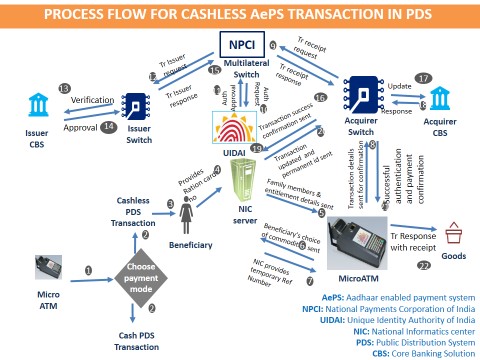 PROCESS FLOW FOR CASHLESS AePS TRANSACTION IN PDS
NPCI
Multilateral
Switch
Tr Issuer
request
Tr Issuer
response
Tr receipt
request
Tr receipt
response
9
12
15
13
Verification
Approval
14
Issuer
CBS
Issuer
Switch
Auth
Approval
Auth
Request
16
Transaction success
confirmation sent
Transaction
updated and
permanent id sent
Update
17
Response
Acquirer
Switch
Acquirer
CBS
UIDAI
19
NIC
server
8
Transaction details
sent for confirmation
Successful
authentication
and payment
confirmation
Provides
Ration card
no
4
3
Cashless
PDS
Transaction
Beneficiary
Family members &
entitlement details sent
5
Beneficiary's choice
of commodities sent
6
NIC provides
temporary Ref
Number
7
MicroATM
Tr Response
with receipt
22
Goods
2
Choose
payment
mode
1
Micro
ATM
2
Cash PDS
Transaction
AePS: Aadhaar enabled payment system
NPCI: National Payments Corporation of India
UIDAI: Unique Identity Authority of India
NIC: National Informatics center
PDS: Public Distribution System
CBS: Core Banking Solution